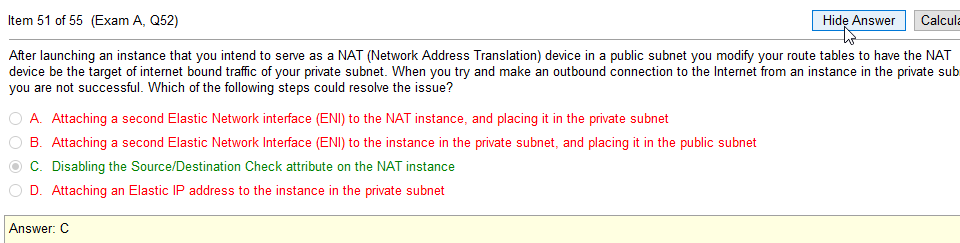 Item 51 of 55 (Exam A, Q52)
Hide Answer
After launching an instance that you intend to serve as a NAT (Network Address Translation) device in a public subnet you modify your route tables to have the NAT
device be the target of internet bound traffic of your private subnet. When you try and make an outbound connection to the Internet from an instance in the private
you are not successful. Which of the following steps could resolve the issue?
A. Attaching a second Elastic Network interface (ENI) to the NAT instance, and placing it in the private subnet
B. Attaching a second Elastic Network Interface (ENI) to the instance in the private subnet, and placing it in the public subnet
C. Disabling the Source/Destination Check attribute on the NAT instance
D. Attaching an Elastic IP address to the instance in the private subnet
Answer: C